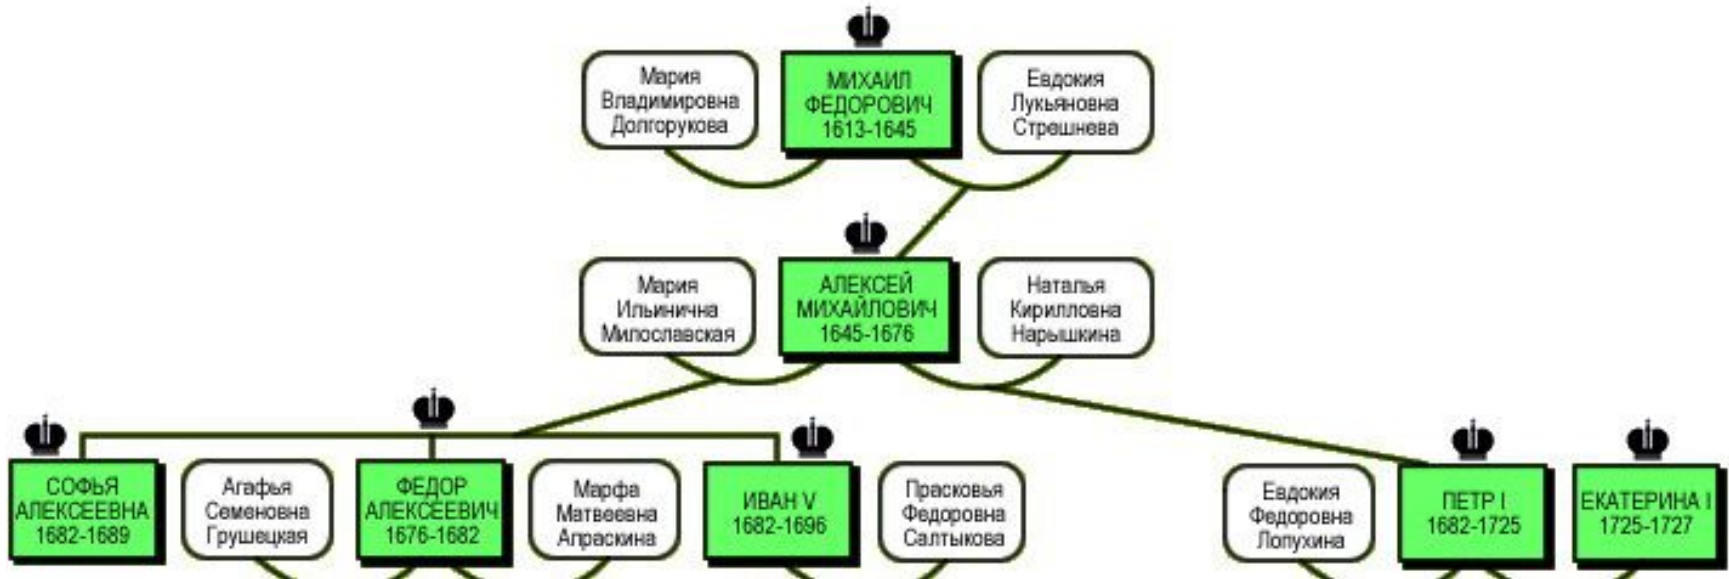 Мария
Владимировна
Долгорукова
МИХАИЛ
ФЕДОРОВИЧ
1613-1645
Евдокия
Лукьяновна
Стрешнева
Мария
Ильинична
Милославская
АЛЕКСЕЙ
МИХАЙЛОВИЧ
1645-1676
Наталья
Кирилловна
Нарышкина
СОФЬЯ
АЛЕКСЕЕВНА
1682-1689
Агафья
Семеновна
Грушецкая
ФЕДОР
АЛЕКСЕЕВИЧ
1676-1682
Марфа
Матвеевна
Апраскина
ИВАН V
1682-1696
Прасковья
Федоровна
Салтыкова
Евдокия
Федоровна
Лопухина
ПЕТР I
1682-1725
ЕКАТЕРИНА I
1725-1727